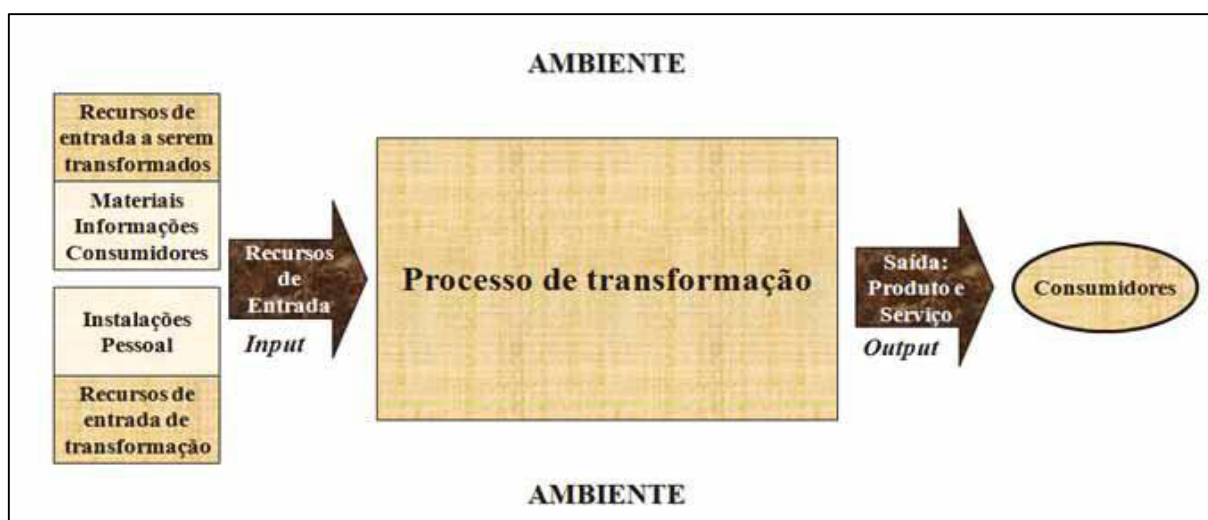 AMBIENTE
Recursos de
entrada a serem
transformados
Materiais
Informações
Consumidores
Instalações
Pessoal
Recursos de
entrada de
transformação
Recursos
de
Entrada
Input
Processo de transformação
Saída:
Produto e
Serviço
Output
Consumidores
AMBIENTE